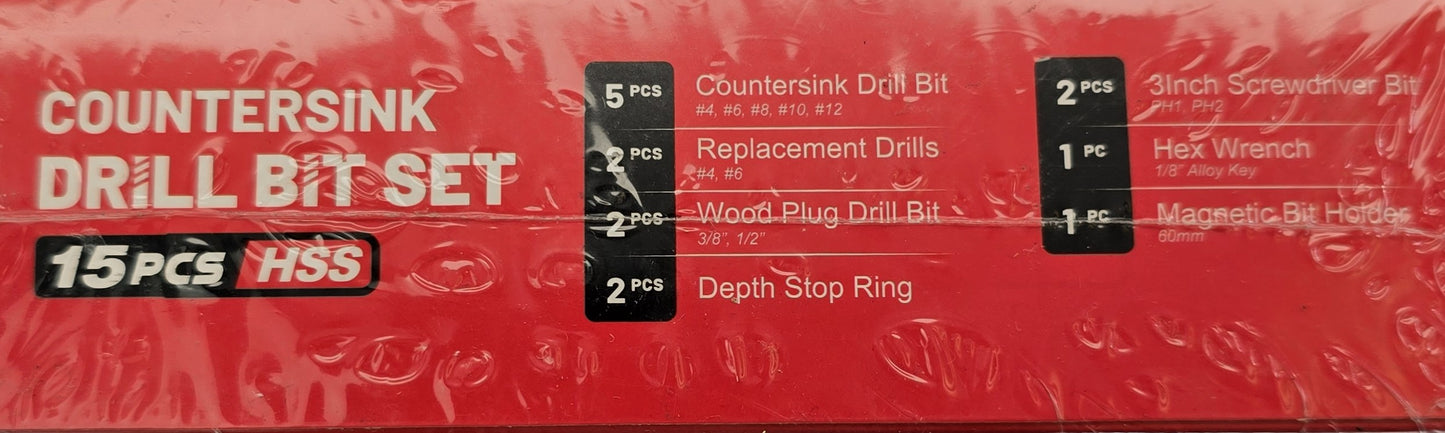 COUNTERSINK
DRILL BIT SET
15PCS HSS
5 PCS Countersink Drill Bit
#4, #6, #8, #10, #12
2 PCS Replacement Drills
#4, #6
2 PCS Wood Plug Drill Bit
3/8", 1/2"
2 PCS Depth Stop Ring
2 PCS 3Inch Screwdriver Bit
PH1, PH2
1 PC Hex Wrench
1/8" Alloy Key
1 PC Magnetic Bit Holder
60mm